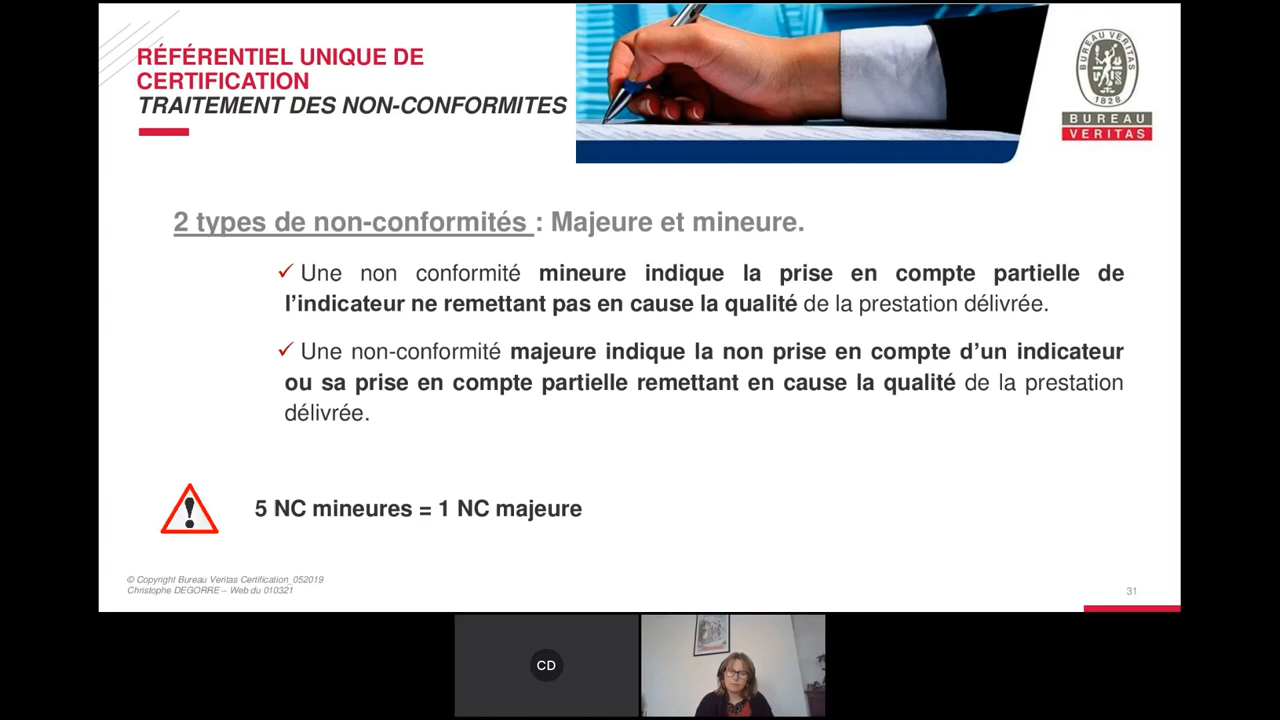 RÉFÉRENTIEL UNIQUE DE
CERTIFICATION
TRAITEMENT DES NON-CONFORMITES
BUREAU VERITAS
1828
BUREAU
VERITAS
2 types de non-conformités : Majeure et mineure.
✓ Une non conformité mineure indique la prise en compte partielle de
l’indicateur ne remettant pas en cause la qualité de la prestation délivrée.
✓ Une non-conformité majeure indique la non prise en compte d’un indicateur
ou sa prise en compte partielle remettant en cause la qualité de la prestation
délivrée.
5 NC mineures = 1 NC majeure
© Copyright Bureau Veritas Certification_052019
Christophe DEGORRE – Web du 010321
31
CD